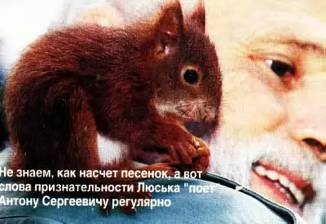 Не знаем, как насчет песенок, а вот
слова признательности Люська "поет"
Антону Сергеевичу регулярно